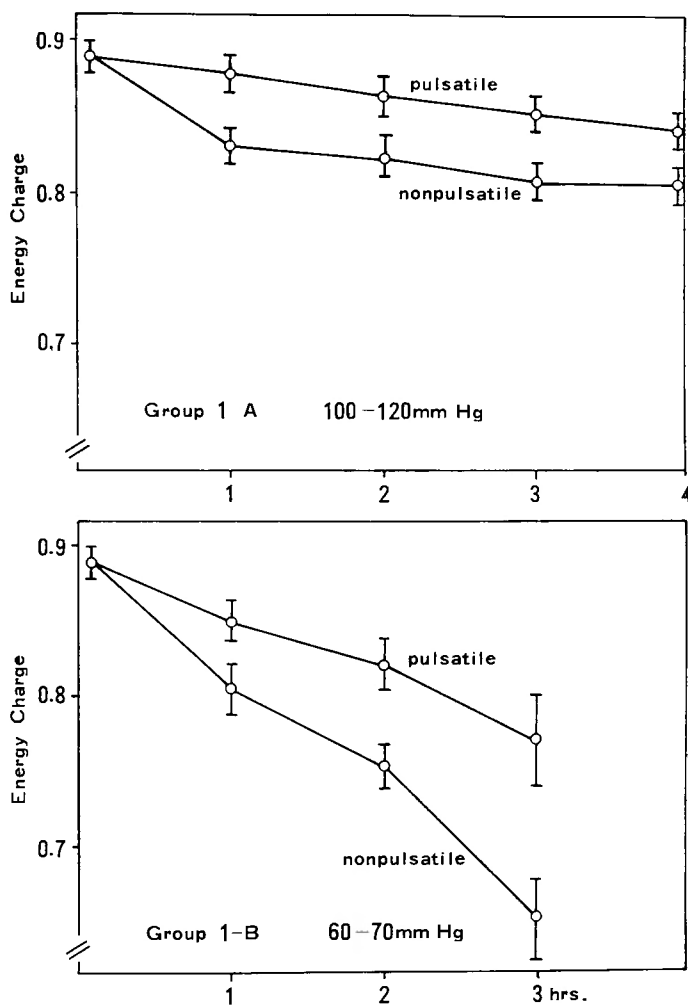 0.9
0.8
0.7
Energy Charge
pulsatile
nonpulsatile
Group 1 A 100-120mm Hg
1 2 3 4
0.9
0.8
0.7
Energy Charge
pulsatile
nonpulsatile
Group 1-B 60-70mm Hg
1 2 3 hrs.